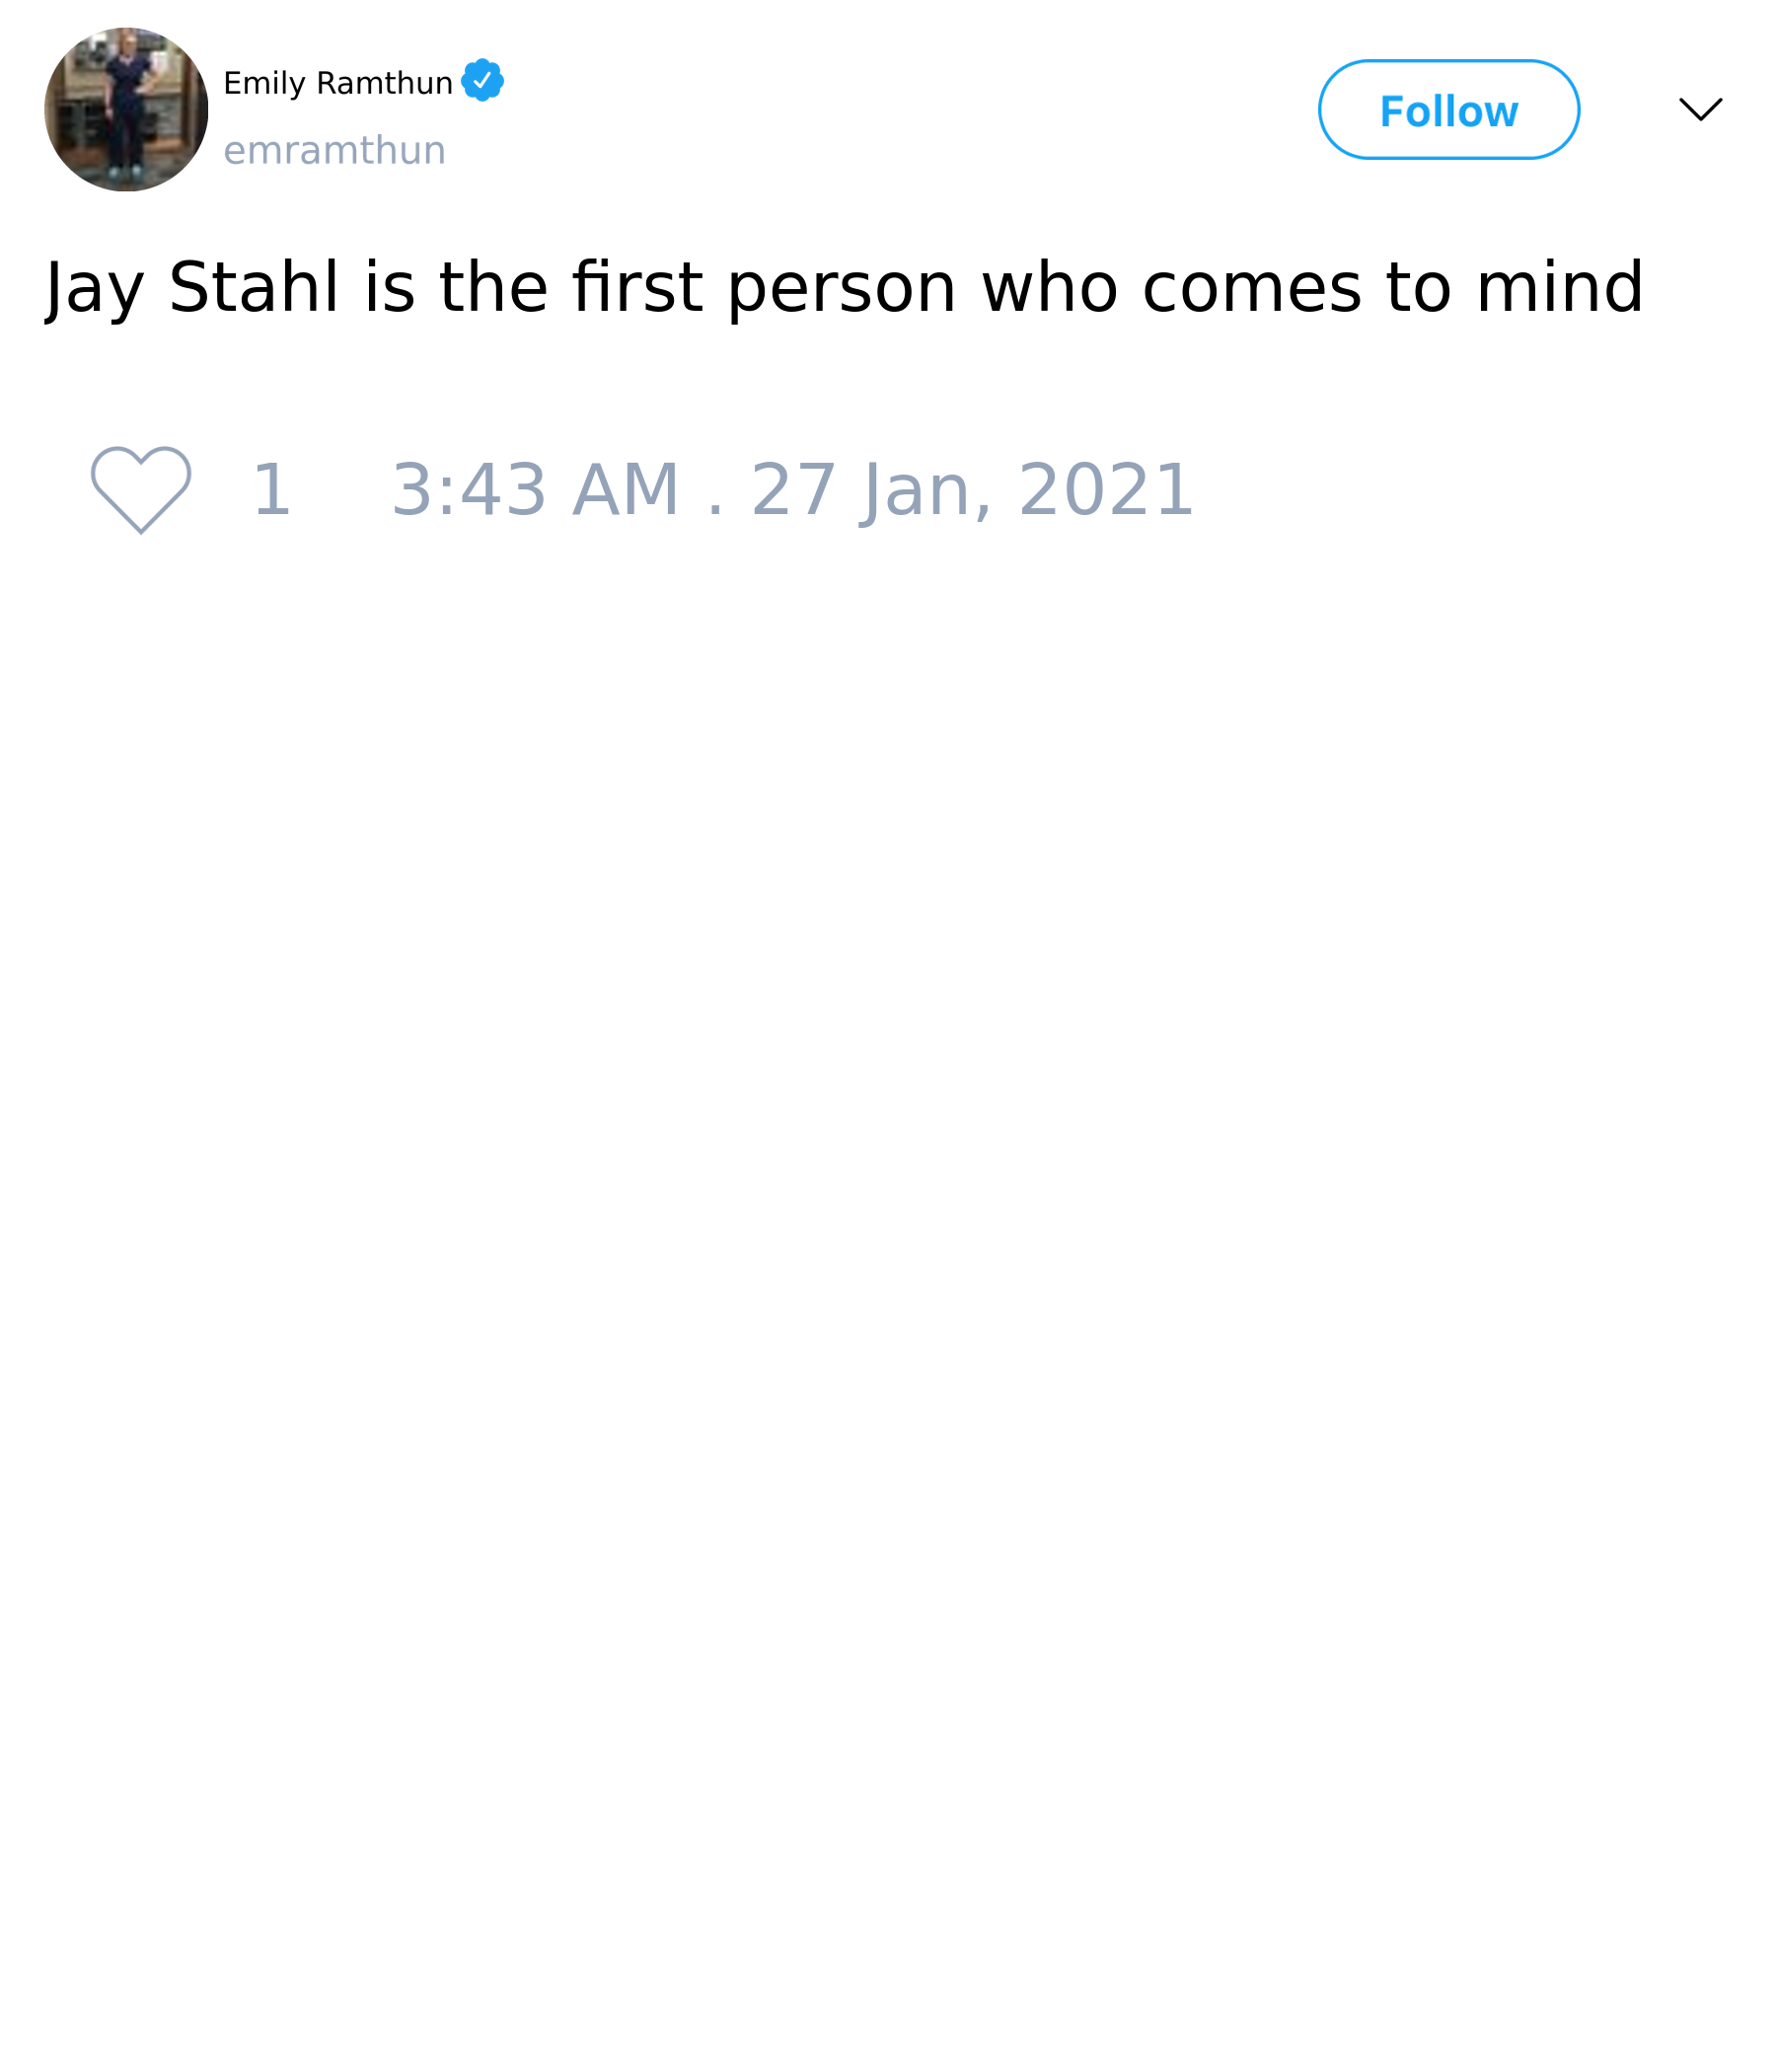 Emily Ramthun
emramthun
Follow
Jay Stahl is the first person who comes to mind
1 3:43 AM . 27 Jan, 2021